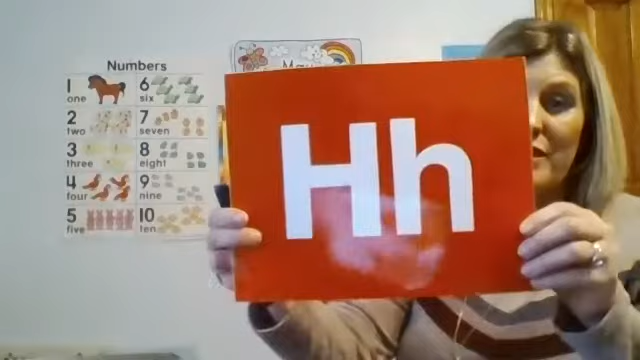 Numbers
1 one
6 six
2 two
7 seven
3 three
8 eight
4 four
9 nine
5 five
10 ten
Hh